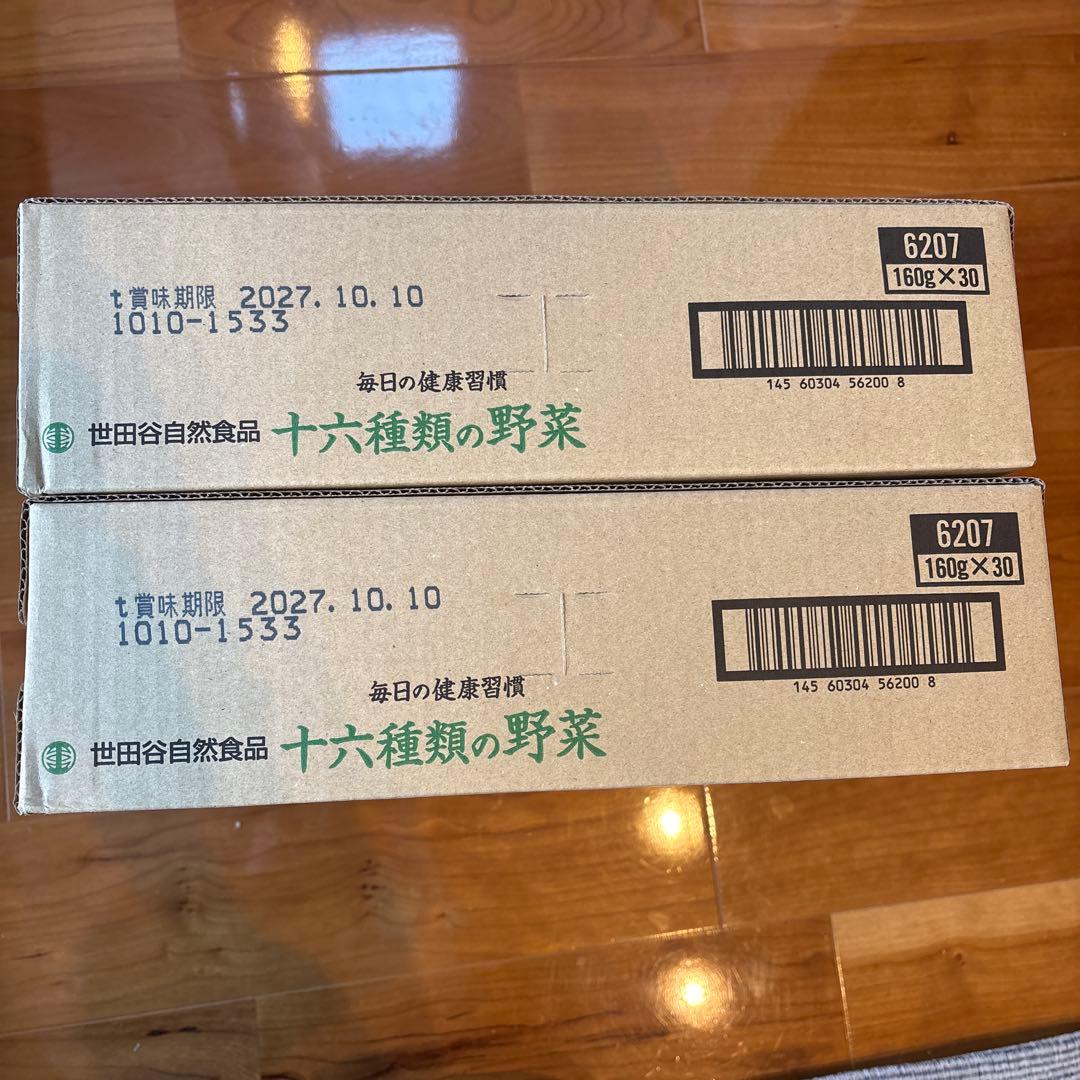 6207
160g×30
t賞味期限 2027.10.10
1010-1533
145 60304 56200 8
毎日の健康習慣
世田谷自然食品 十六種類の野菜
6207
160g×30
t賞味期限 2027.10.10
1010-1533
145 60304 56200 8
毎日の健康習慣
世田谷自然食品 十六種類の野菜